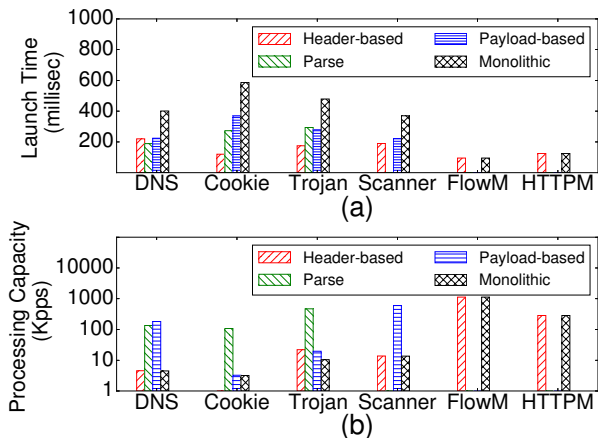 (a)
1000
800
600
400
200
Launch Time
(millisec)
Header-based
Payload-based
Parse
Monolithic
DNS Cookie Trojan Scanner FlowM HTTPM
(a)
10000
1000
100
10
1
Processing Capacity
(Kpps)
Header-based
Payload-based
Parse
Monolithic
DNS Cookie Trojan Scanner FlowM HTTPM
(b)